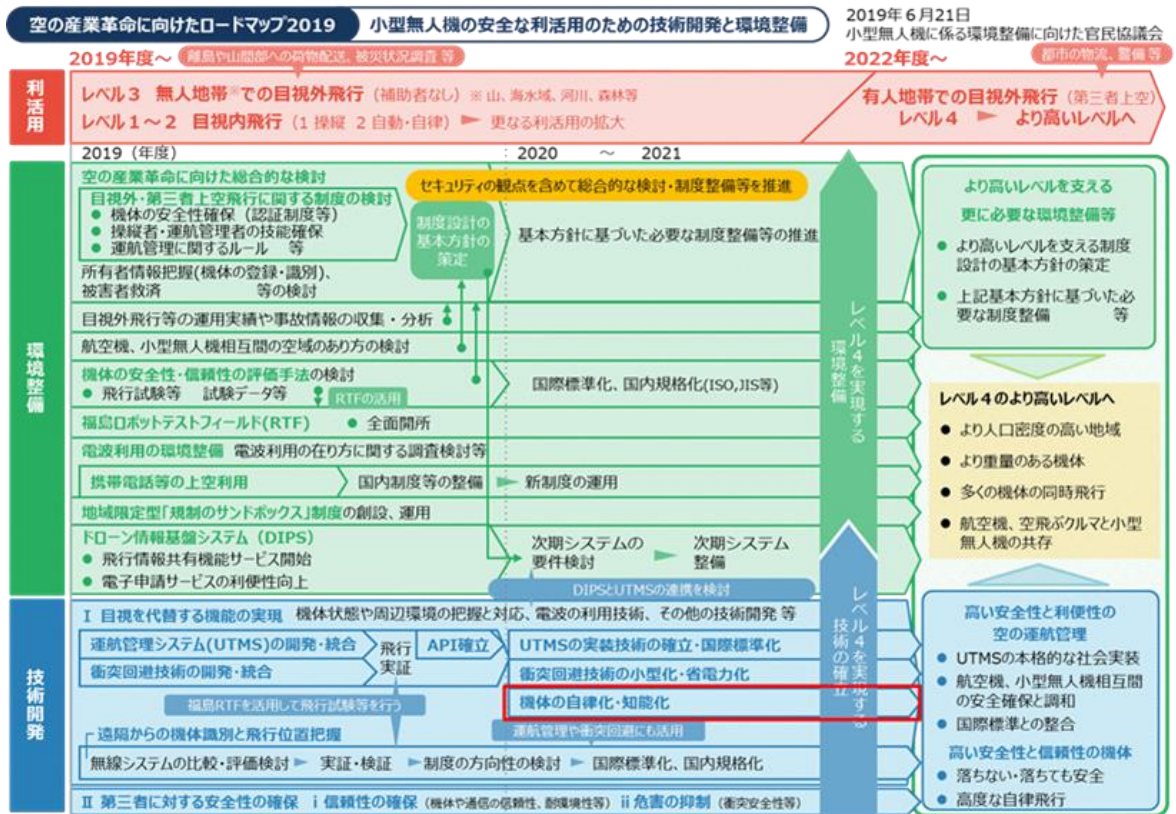 空の産業革命に向けたロードマップ2019
小型無人機の安全な利活用のための技術開発と環境整備
2019年6月21日
小型無人機に係る環境整備に向けた官民協議会
2019年度～
離島や山間部への荷物配送、被災状況調査 等
2022年度～
都市の物流、警備 等
利活用
レベル3 無人地帯※での目視外飛行（補助者なし）※ 山、海水域、河川、森林等
レベル1～2 目視内飛行（1 操縦 2 自動・自律） 更なる利活用の拡大
有人地帯での目視外飛行（第三者上空）
レベル4 より高いレベルへ
2019（年度）
2020 ～ 2021
環境整備
空の産業革命に向けた総合的な検討
セキュリティの観点を含めて総合的な検討・制度整備等を推進
目視外・第三者上空飛行に関する制度の検討
● 機体の安全性確保（認証制度等）
● 操縦者・運航管理者の技能確保
● 運航管理に関するルール 等
制度設計の
基本方針の
策定
基本方針に基づいた必要な制度整備等の推進
所有者情報把握(機体の登録・識別)、
被害者救済 等の検討
目視外飛行等の運用実績や事故情報の収集・分析
航空機、小型無人機相互間の空域のあり方の検討
機体の安全性・信頼性の評価手法の検討
● 飛行試験等 試験データ等
RTFの活用
国際標準化、国内規格化(ISO,JIS等)
福島ロボットテストフィールド(RTF) ● 全面開所
電波利用の環境整備 電波利用の在り方に関する調査検討等
携帯電話等の上空利用
国内制度等の整備
新制度の運用
地域限定型「規制のサンドボックス」制度の創設、運用
ドローン情報基盤システム（DIPS）
● 飛行情報共有機能サービス開始
● 電子申請サービスの利便性向上
次期システムの
要件検討
次期システム
整備
DIPSとUTMSの連携を検討
レベル4を実現する
環境整備
より高いレベルを支える
更に必要な環境整備等
● より高いレベルを支える制度
設計の基本方針の策定
● 上記基本方針に基づいた必
要な制度整備 等
レベル4のより高いレベルへ
● より人口密度の高い地域
● より重量のある機体
● 多くの機体の同時飛行
● 航空機、空飛ぶクルマと小型
無人機の共存
技術開発
Ⅰ 目視を代替する機能の実現 機体状態や周辺環境の把握と対応、電波の利用技術、その他の技術開発 等
運航管理システム(UTMS)の開発・統合
衝突回避技術の開発・統合
飛行
実証
API確立
UTMSの実装技術の確立・国際標準化
衝突回避技術の小型化・省電力化
機体の自律化・知能化
福島RTFを活用して飛行試験等を行う
運航管理や衝突回避にも活用
遠隔からの機体識別と飛行位置把握
無線システムの比較・評価検討
実証・検証
制度の方向性の検討
国際標準化、国内規格化
Ⅱ 第三者に対する安全性の確保 ⅰ 信頼性の確保（機体や通信の信頼性、耐環境性等）ⅱ 危害の抑制（衝突安全性等）
レベル4を実現する
技術の確立
高い安全性と利便性の
空の運航管理
● UTMSの本格的な社会実装
● 航空機、小型無人機相互間
の安全確保と調和
● 国際標準との整合
高い安全性と信頼性の機体
● 落ちない・落ちても安全
● 高度な自律飛行